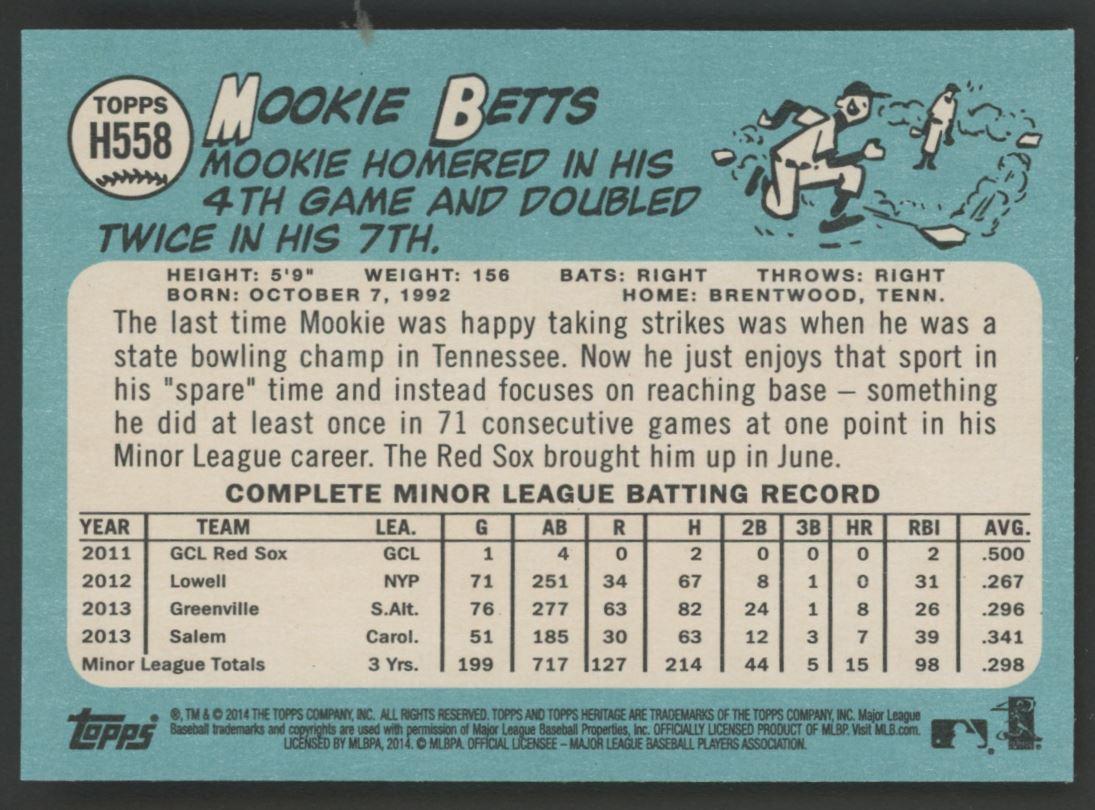 TOPPS
H558
MOOKIE BETTS
MOOKIE HOMERED IN HIS
4TH GAME AND DOUBLED
TWICE IN HIS 7TH.
HEIGHT: 5'9" WEIGHT: 156 BATS: RIGHT THROWS: RIGHT
BORN: OCTOBER 7, 1992 HOME: BRENTWOOD, TENN.
The last time Mookie was happy taking strikes was when he was a
state bowling champ in Tennessee. Now he just enjoys that sport in
his "spare" time and instead focuses on reaching base – something
he did at least once in 71 consecutive games at one point in his
Minor League career. The Red Sox brought him up in June.
COMPLETE MINOR LEAGUE BATTING RECORD
YEAR TEAM LEA. G AB R H 2B 3B HR RBI AVG.
2011 GCL Red Sox GCL 1 4 0 2 0 0 0 2 .500
2012 Lowell NYP 71 251 34 67 8 1 0 31 .267
2013 Greenville S.Alt. 76 277 63 82 24 1 8 26 .296
2013 Salem Carol. 51 185 30 63 12 3 7 39 .341
Minor League Totals 3 Yrs. 199 717 127 214 44 5 15 98 .298
topps
®, TM & © 2014 THE TOPPS COMPANY, INC. ALL RIGHTS RESERVED. TOPPS AND TOPPS HERITAGE ARE TRADEMARKS OF THE TOPPS COMPANY, INC. Major League
Baseball trademarks and copyrights are used with permission of Major League Baseball Properties, Inc. OFFICIALLY LICENSED PRODUCT OF MLBP. Visit MLB.com.
LICENSED BY MLBPA, 2014. © MLBPA. OFFICIAL LICENSEE – MAJOR LEAGUE BASEBALL PLAYERS ASSOCIATION.